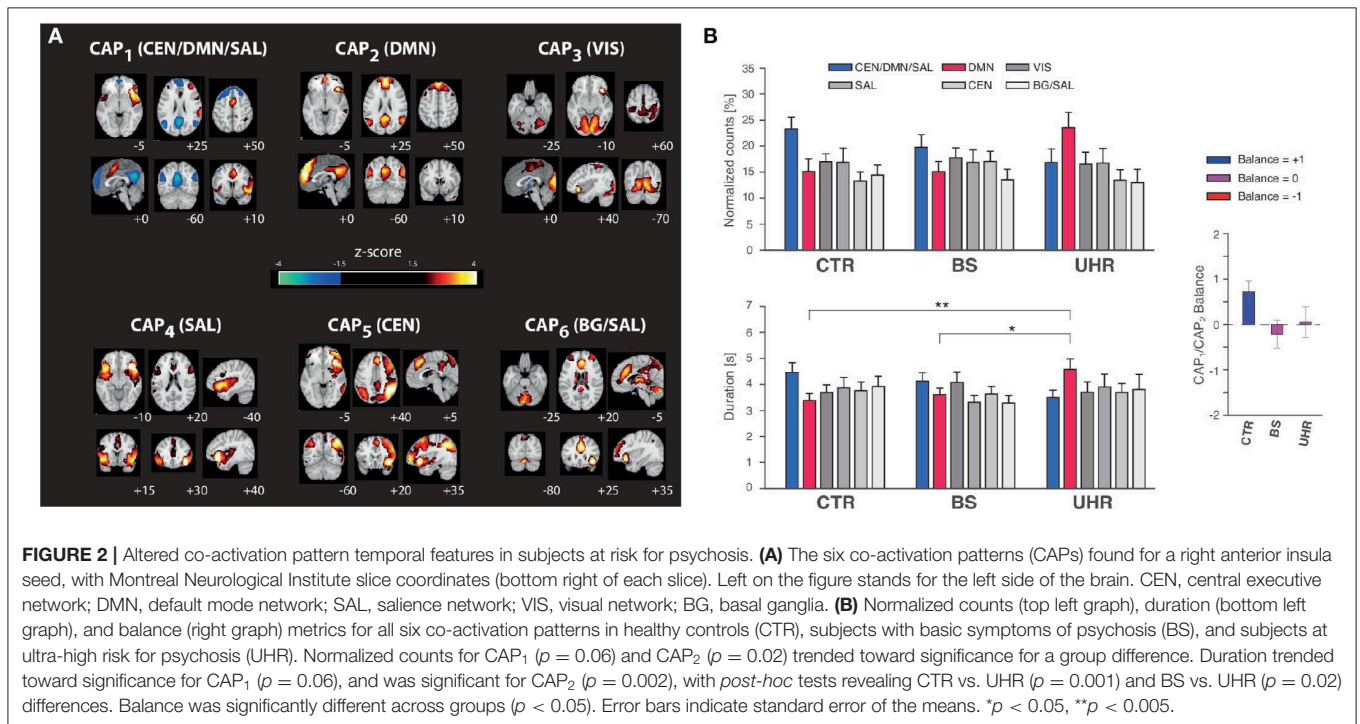 A
CAP1 (CEN/DMN/SAL) CAP2 (DMN) CAP3 (VIS)
-5 +25 +50 -5 +25 +50 -25 -10 +60
+0 -60 +10 +0 -60 +10 +0 +40 -70
z-score
-4 -1.5 1.5 4
CAP4 (SAL) CAP5 (CEN) CAP6 (BG/SAL)
-10 +20 -40 -5 +40 +5 -25 +20 -5
+15 +30 +40 -60 +20 +35 -80 +25 +35
B
CEN/DMN/SAL DMN VIS
SAL CEN BG/SAL
Normalized counts [%]
35
30
25
20
15
10
5
0
CTR BS UHR
Duration [s]
7
6
5
4
3
2
1
0
**
*
CTR BS UHR
Balance = +1
Balance = 0
Balance = -1
CAP1/CAP2 Balance
2
1
0
-1
-2
CTR BS UHR
FIGURE 2 | Altered co-activation pattern temporal features in subjects at risk for psychosis. (A) The six co-activation patterns (CAPs) found for a right anterior insula
seed, with Montreal Neurological Institute slice coordinates (bottom right of each slice). Left on the figure stands for the left side of the brain. CEN, central executive
network; DMN, default mode network; SAL, salience network; VIS, visual network; BG, basal ganglia. (B) Normalized counts (top left graph), duration (bottom left
graph), and balance (right graph) metrics for all six co-activation patterns in healthy controls (CTR), subjects with basic symptoms of psychosis (BS), and subjects at
ultra-high risk for psychosis (UHR). Normalized counts for CAP1 (p = 0.06) and CAP2 (p = 0.02) trended toward significance for a group difference. Duration trended
toward significance for CAP1 (p = 0.06), and was significant for CAP2 (p = 0.002), with post-hoc tests revealing CTR vs. UHR (p = 0.001) and BS vs. UHR (p = 0.02)
differences. Balance was significantly different across groups (p < 0.05). Error bars indicate standard error of the means. *p < 0.05, **p < 0.005.